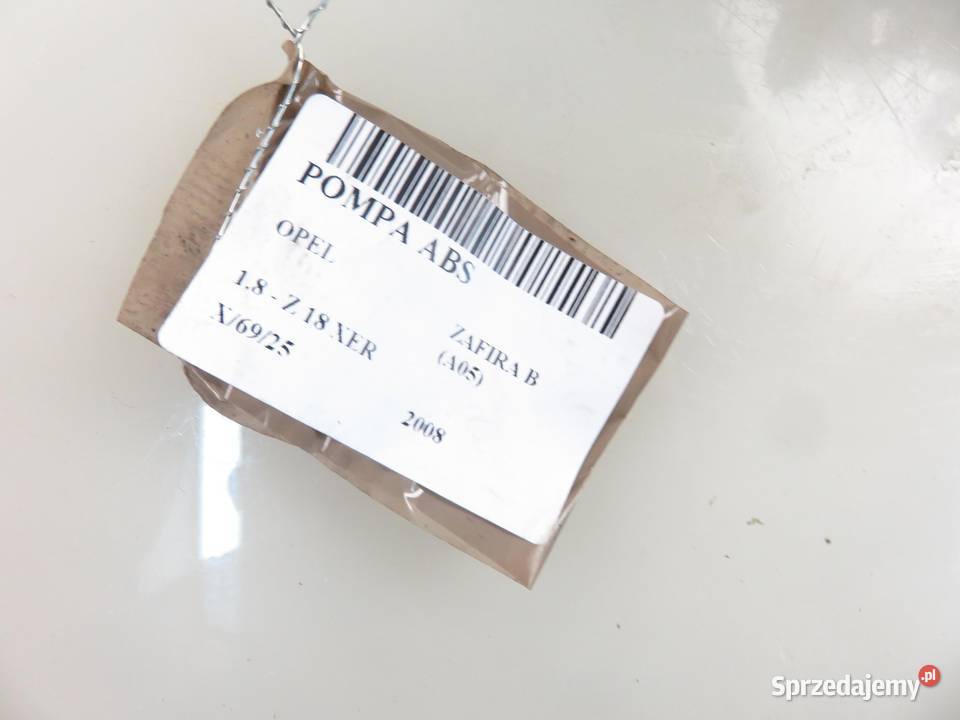 POMPA ABS
OPEL
ZAFIRA B
(A05)
1.8 - Z 18 XER
2008
X/69/25
Sprzedajemy.pl